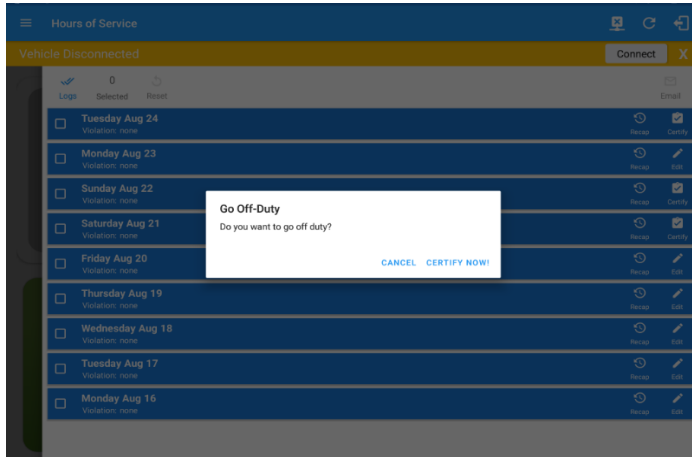 Hours of Service
Vehicle Disconnected
Connect X
Logs
0
Selected
Reset
Email
Tuesday Aug 24
Violation: none
Recap Certify
Monday Aug 23
Violation: none
Recap Edit
Sunday Aug 22
Violation: none
Recap Certify
Saturday Aug 21
Violation: none
Recap Certify
Go Off-Duty
Do you want to go off duty?
CANCEL CERTIFY NOW!
Friday Aug 20
Violation: none
Recap Edit
Thursday Aug 19
Violation: none
Recap Edit
Wednesday Aug 18
Violation: none
Recap Edit
Tuesday Aug 17
Violation: none
Recap Edit
Monday Aug 16
Violation: none
Recap Edit